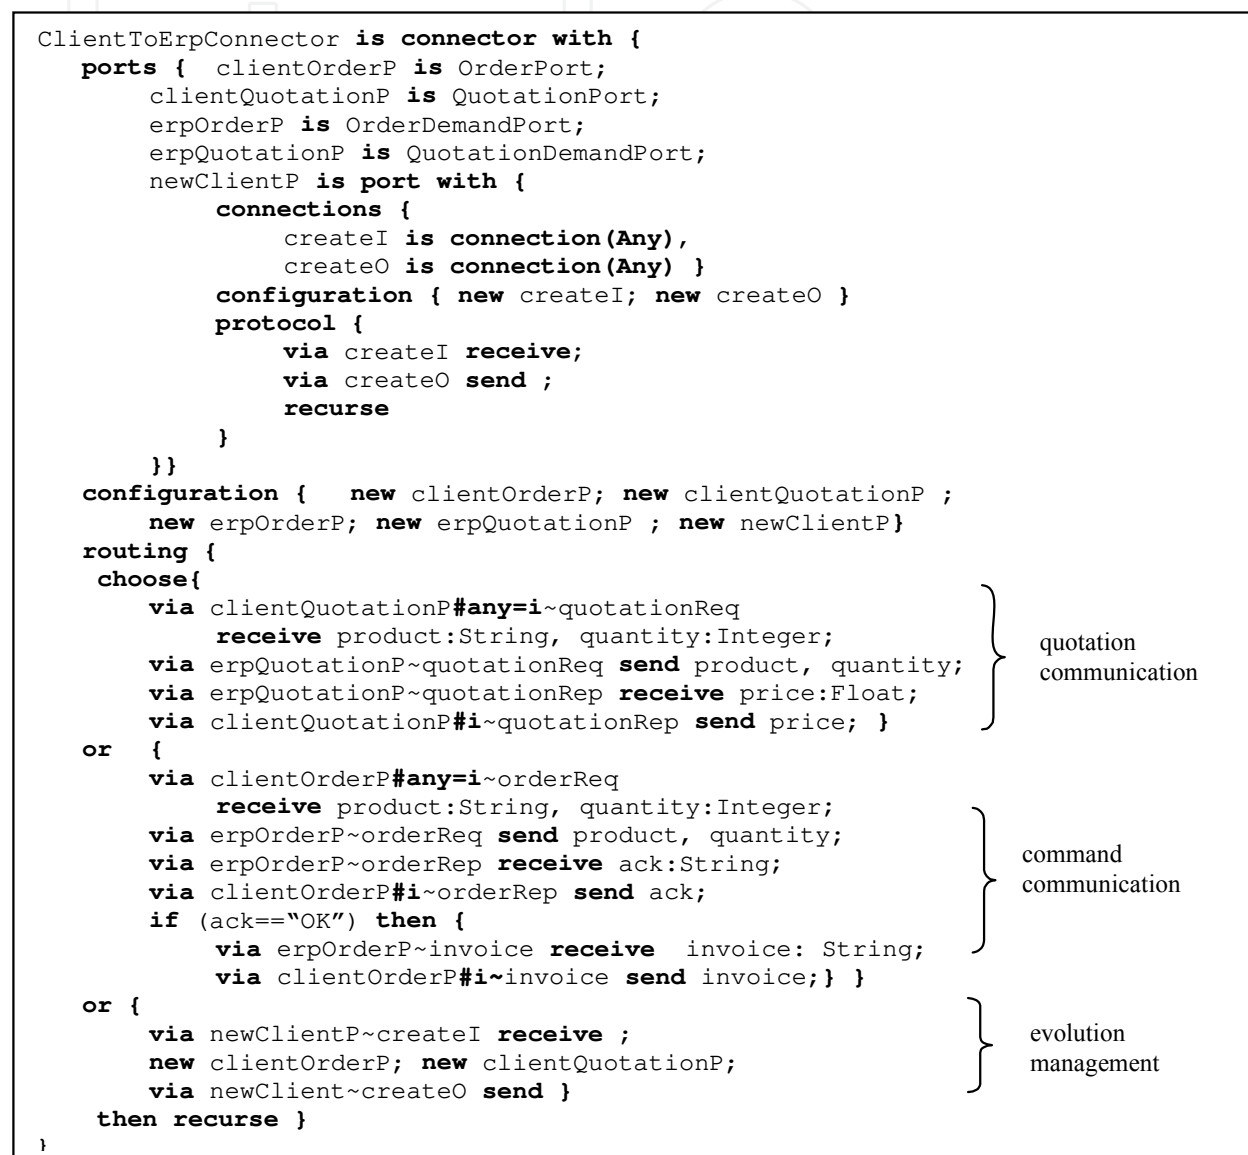 ClientToErpConnector is connector with {
ports { clientOrderP is OrderPort;
clientQuotationP is QuotationPort;
erpOrderP is OrderDemandPort;
erpQuotationP is QuotationDemandPort;
newClientP is port with {
connections {
createI is connection(Any),
createO is connection(Any) }
configuration { new createI; new createO }
protocol {
via createI receive;
via createO send ;
recurse
}
}}
configuration { new clientOrderP; new clientQuotationP ;
new erpOrderP; new erpQuotationP ; new newClientP}
routing {
choose{
via clientQuotationP#any=i~quotationReq
receive product:String, quantity:Integer;
via erpQuotationP~quotationReq send product, quantity;
via erpQuotationP~quotationRep receive price:Float;
via clientQuotationP#i~quotationRep send price; }
quotation
communication
or {
via clientOrderP#any=i~orderReq
receive product:String, quantity:Integer;
via erpOrderP~orderReq send product, quantity;
via erpOrderP~orderRep receive ack:String;
via clientOrderP#i~orderRep send ack;
if (ack==“OK”) then {
via erpOrderP~invoice receive invoice: String;
via clientOrderP#i~invoice send invoice;} }
command
communication
or {
via newClientP~createI receive ;
new clientOrderP; new clientQuotationP;
via newClient~createO send }
evolution
management
then recurse }
}